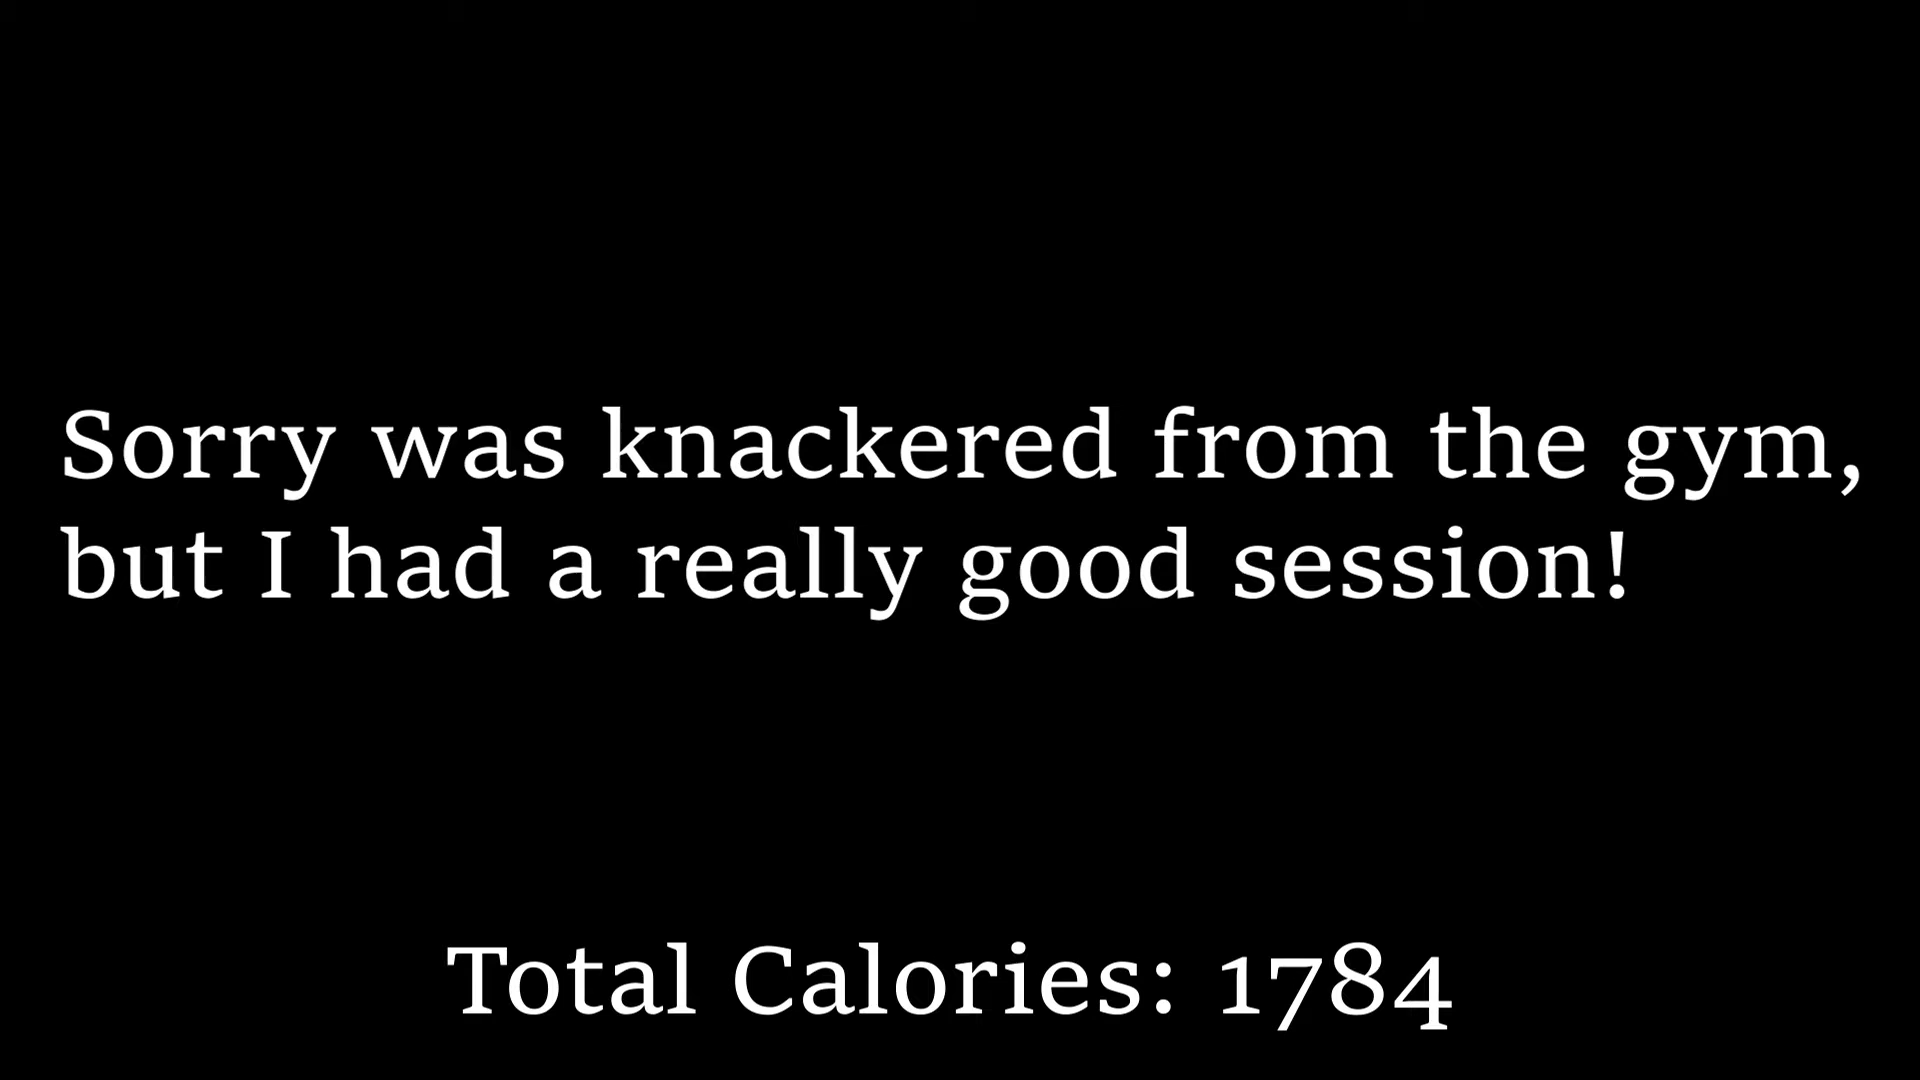 Sorry was knackered from the gym,
but I had a really good session!
Total Calories: 1784